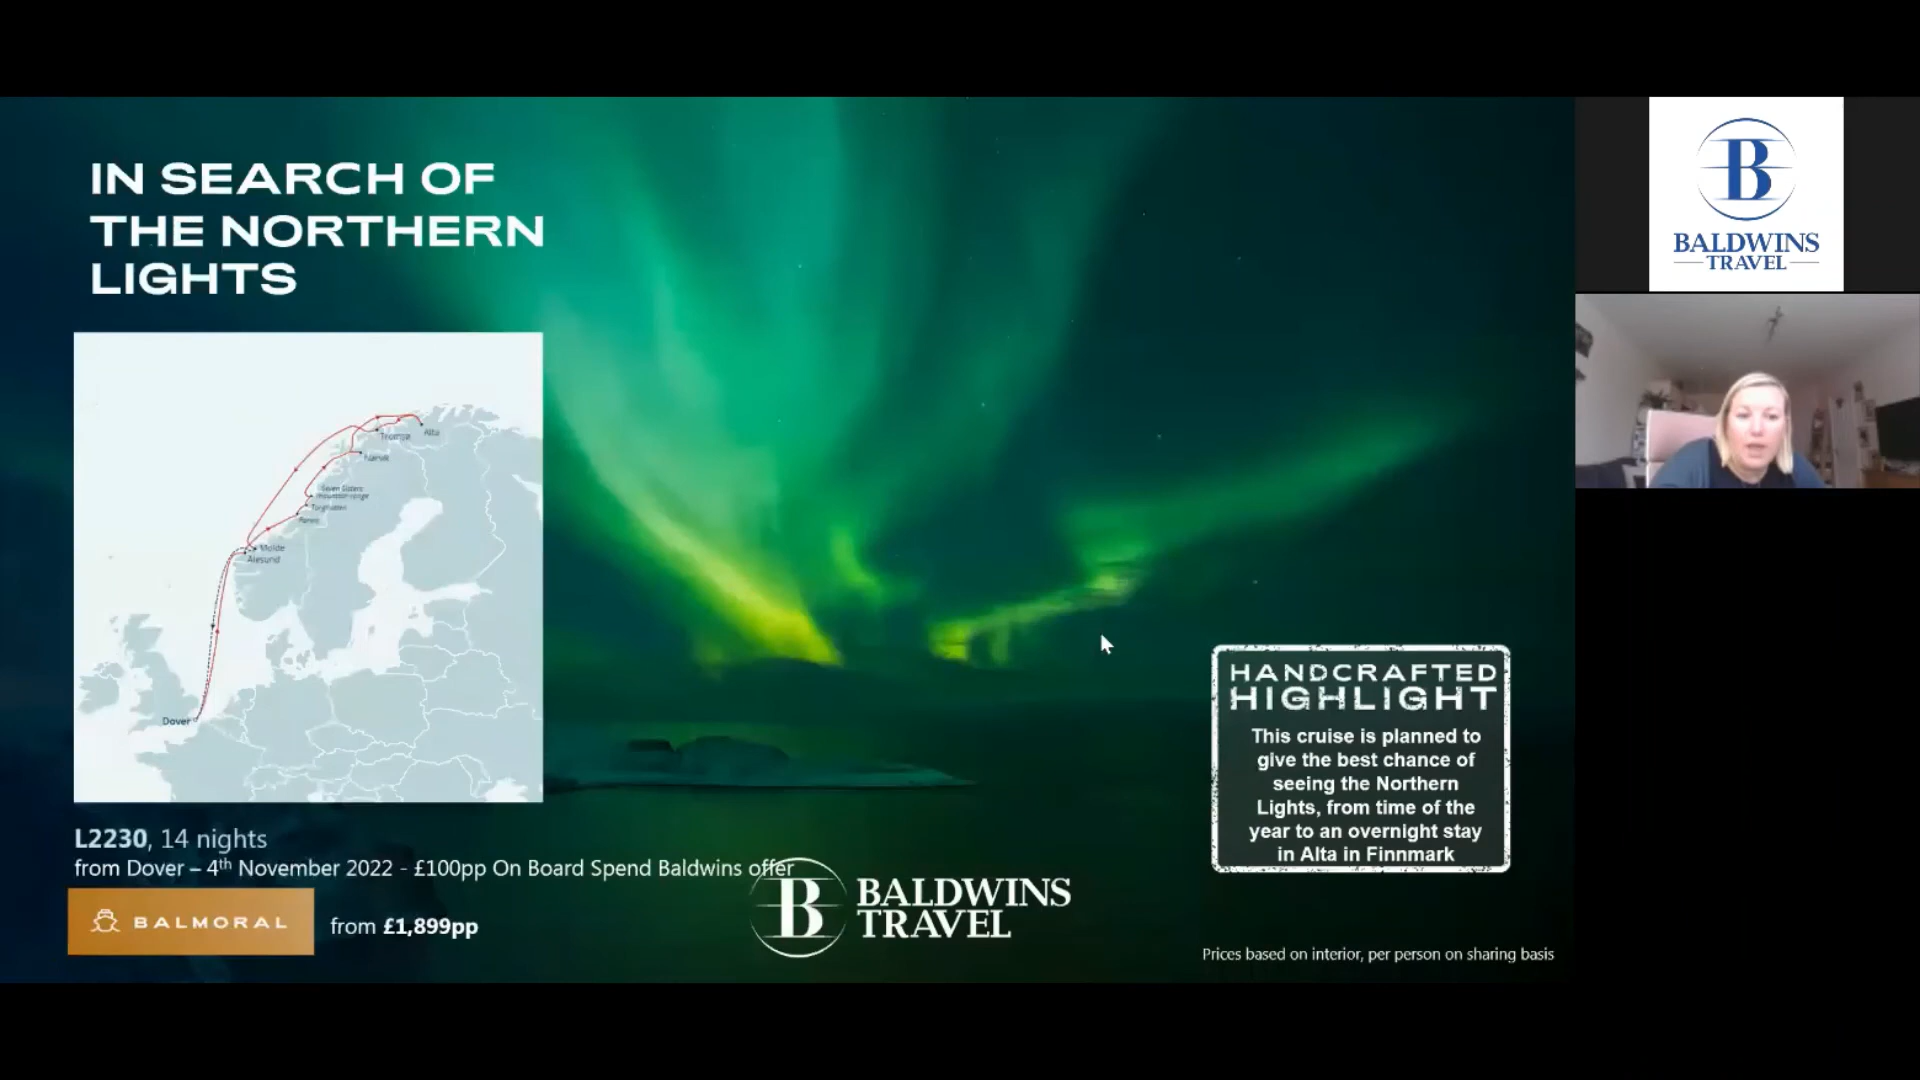 IN SEARCH OF
THE NORTHERN
LIGHTS
Tromsø
Alta
Narvik
Seven Sisters
mountain range
Torghatten
Rørvik
Molde
Ålesund
Dover
L2230, 14 nights
from Dover – 4th November 2022 - £100pp On Board Spend Baldwins offer
BALMORAL
from £1,899pp
B
BALDWINS
TRAVEL
HANDCRAFTED
HIGHLIGHT
This cruise is planned to
give the best chance of
seeing the Northern
Lights, from time of the
year to an overnight stay
in Alta in Finnmark
Prices based on interior, per person on sharing basis
B
BALDWINS
TRAVEL